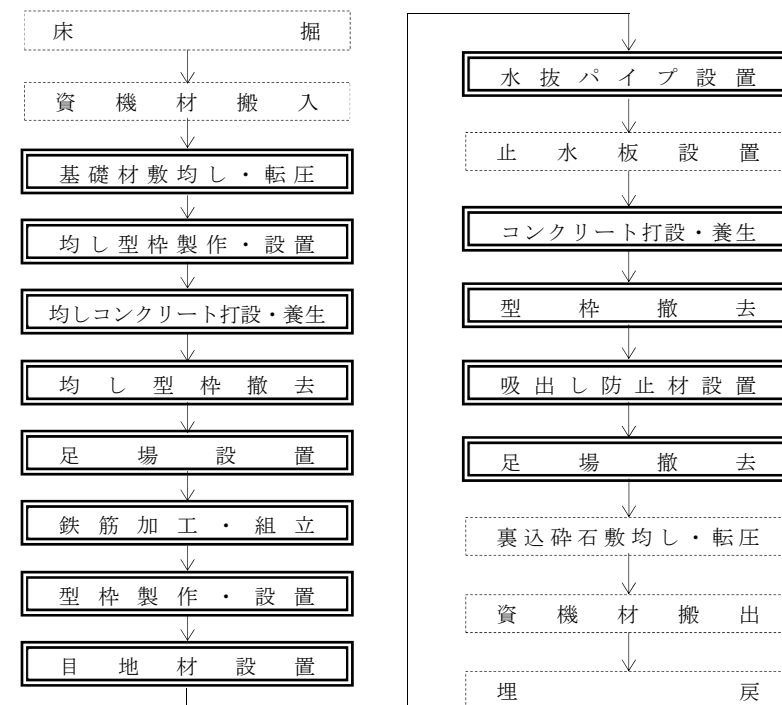 床掘
資機材搬入
基礎材敷均し・転圧
均し型枠製作・設置
均しコンクリート打設・養生
均し型枠撤去
足場設置
鉄筋加工・組立
型枠製作・設置
目地材設置
水抜パイプ設置
止水板設置
コンクリート打設・養生
型枠撤去
吸出し防止材設置
足場撤去
裏込砕石敷均し・転圧
資機材搬出
埋戻